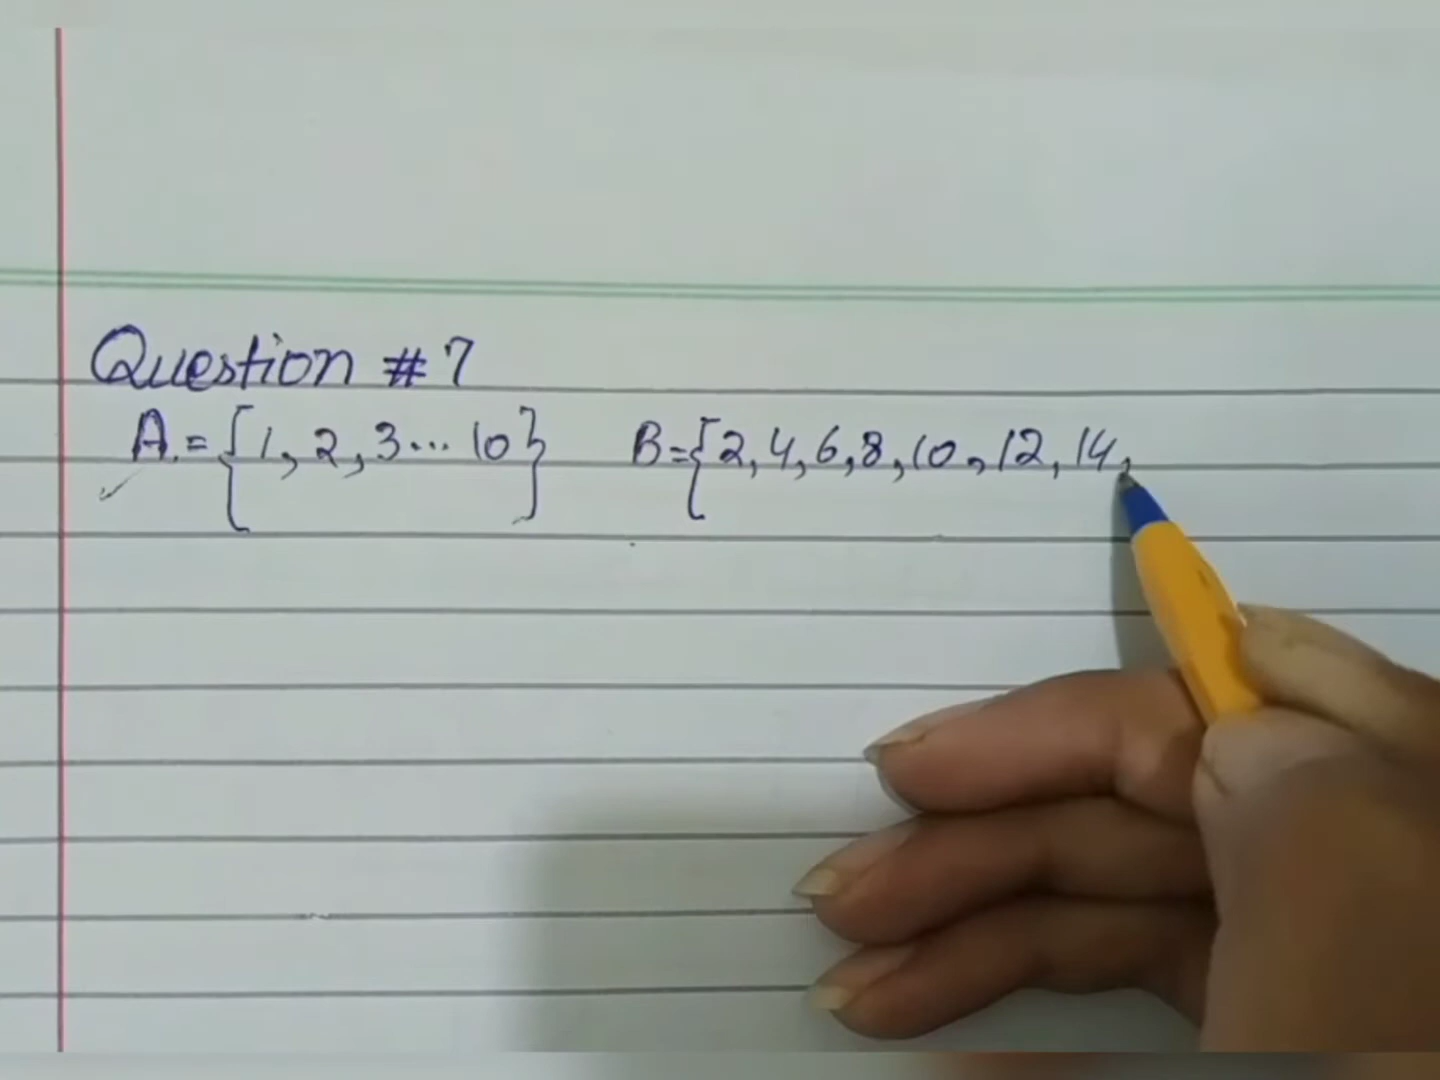 Question # 7
A = {1, 2, 3... 10} B = {2, 4, 6, 8, 10, 12, 14,